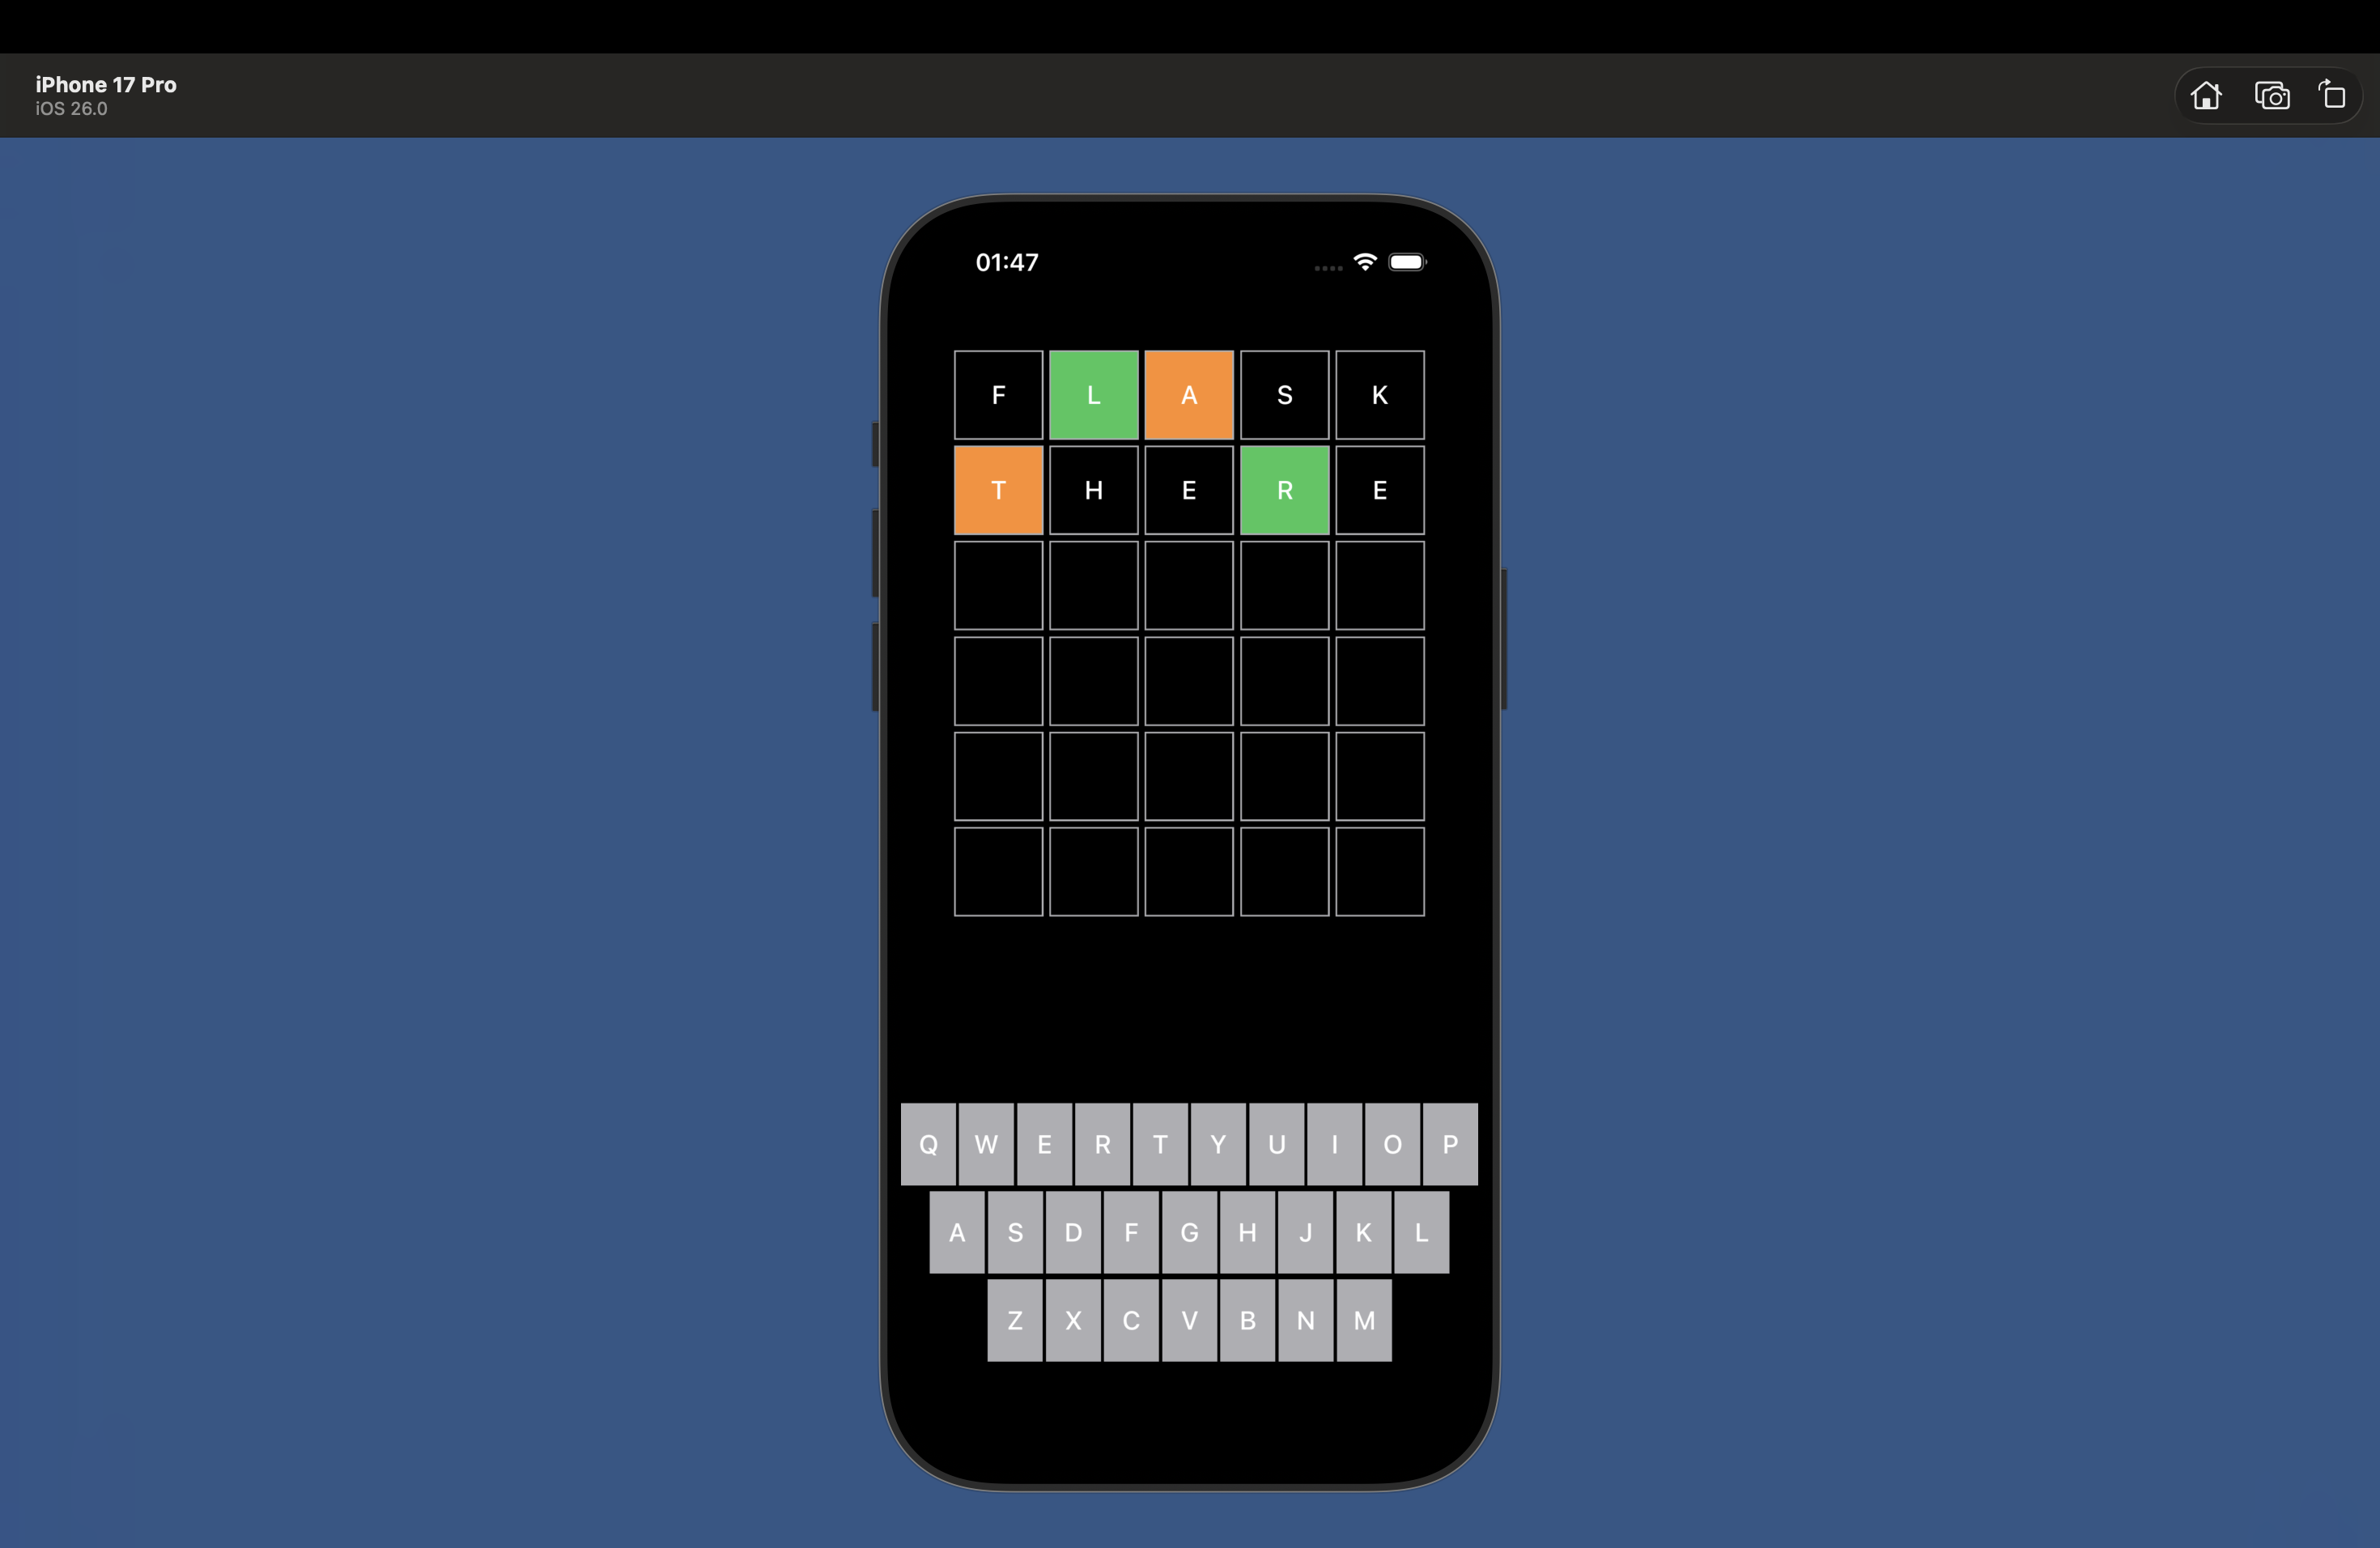 iPhone 17 Pro
iOS 26.0
01:47
F L A S K
T H E R E
Q W E R T Y U I O P
A S D F G H J K L
Z X C V B N M